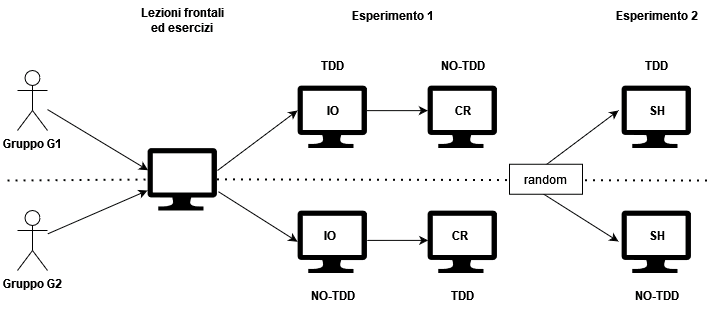 Lezioni frontali
ed esercizi
Esperimento 1
Esperimento 2
TDD
NO-TDD
TDD
IO
CR
SH
Gruppo G1
random
IO
CR
SH
Gruppo G2
NO-TDD
TDD
NO-TDD